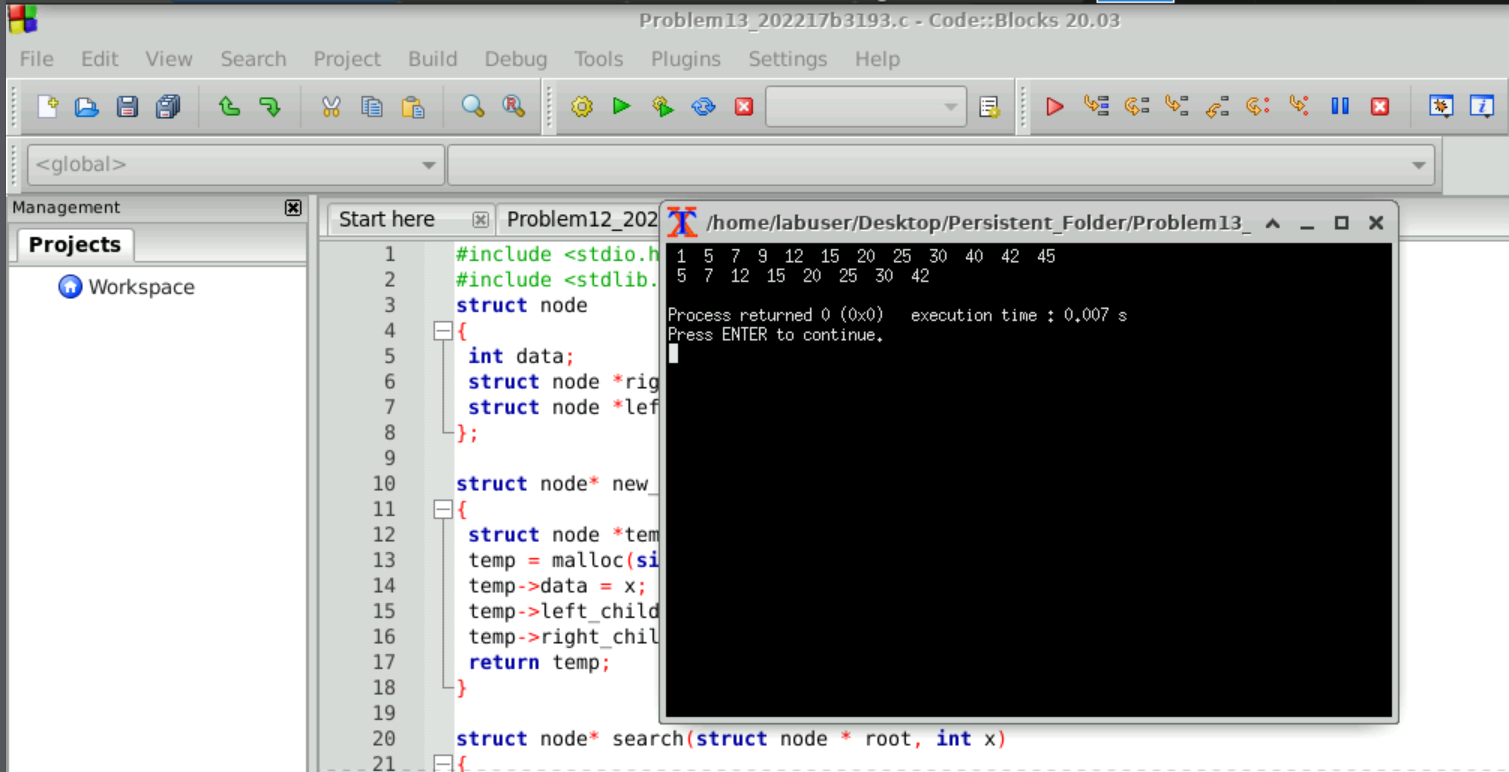 Problem13_202217b3193.c - Code::Blocks 20.03
File Edit View Search Project Build Debug Tools Plugins Settings Help
<global>
Management
Projects
Workspace
Start here
Problem12_202
1 #include <stdio.h
2 #include <stdlib.
3 struct node
4 {
5 int data;
6 struct node *rig
7 struct node *lef
8 };
9
10 struct node* new_
11 {
12 struct node *tem
13 temp = malloc(si
14 temp->data = x;
15 temp->left_child
16 temp->right_chil
17 return temp;
18 }
19
20 struct node* search(struct node * root, int x)
21 {
/home/labuser/Desktop/Persistent_Folder/Problem13_
1 5 7 9 12 15 20 25 30 40 42 45
5 7 12 15 20 25 30 42
Process returned 0 (0x0) execution time : 0.007 s
Press ENTER to continue.